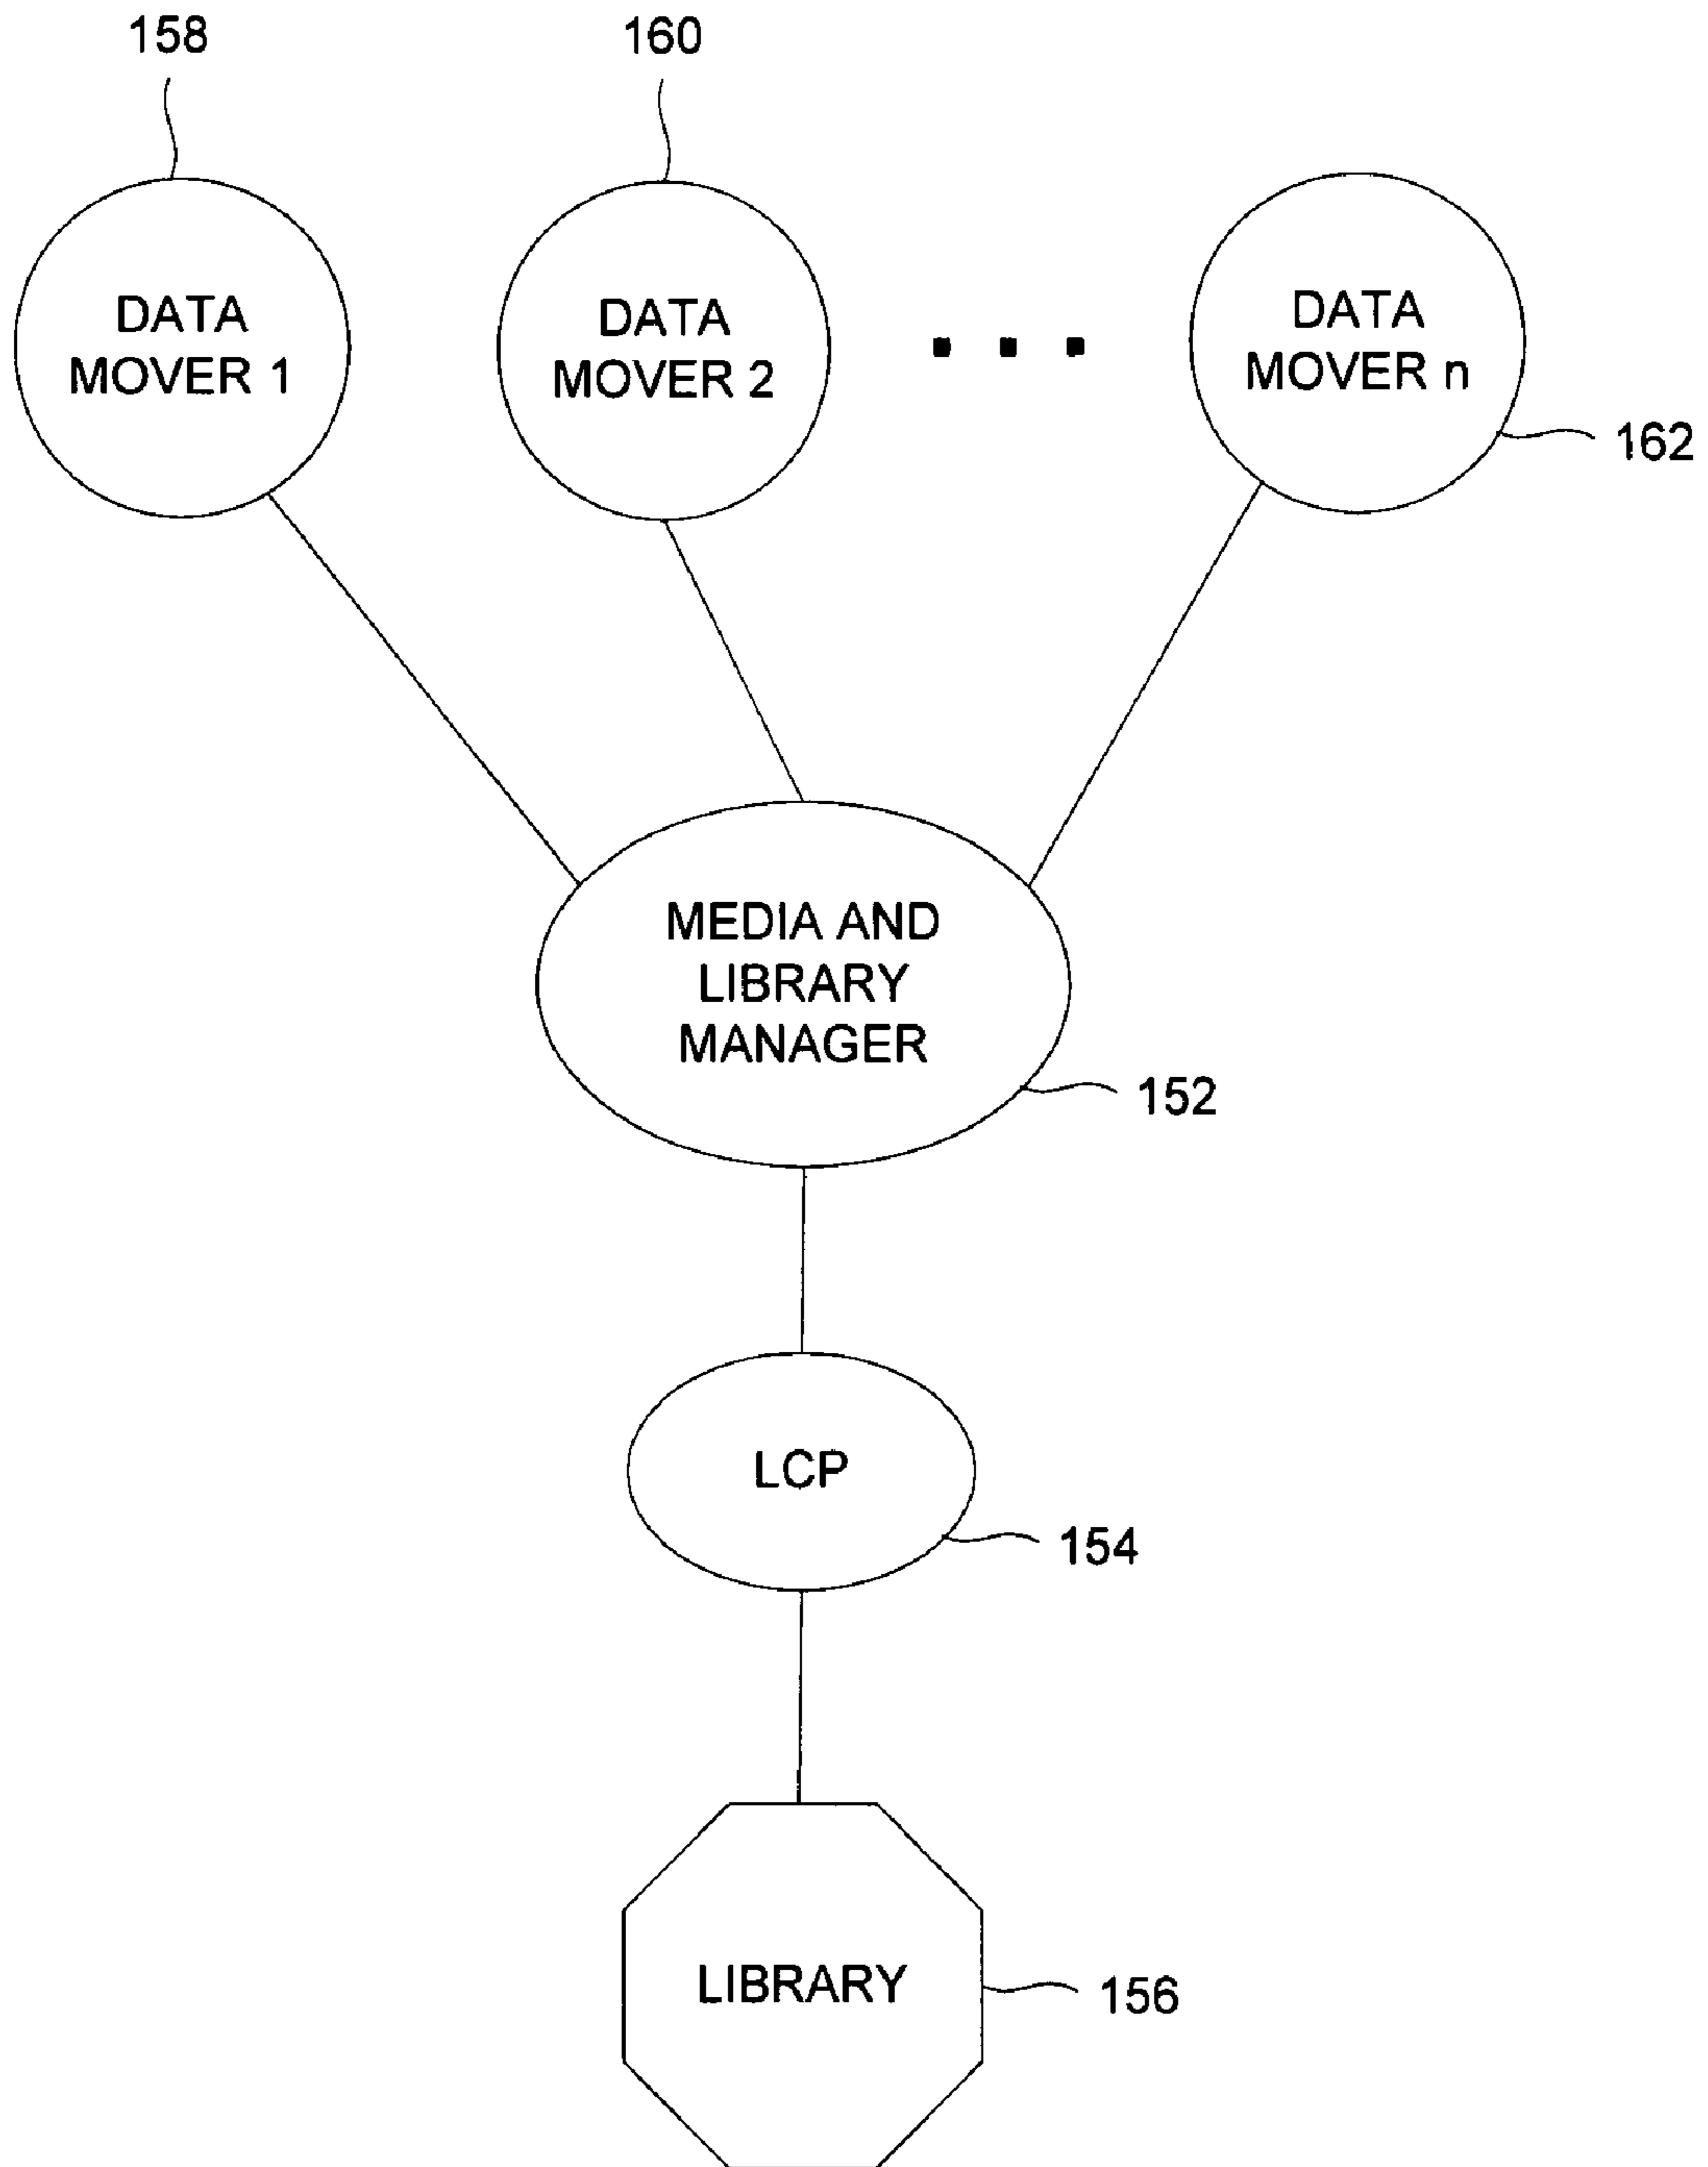 158
160
DATA
MOVER 1
DATA
MOVER 2
DATA
MOVER n
162
MEDIA AND
LIBRARY
MANAGER
152
LCP
154
LIBRARY
156